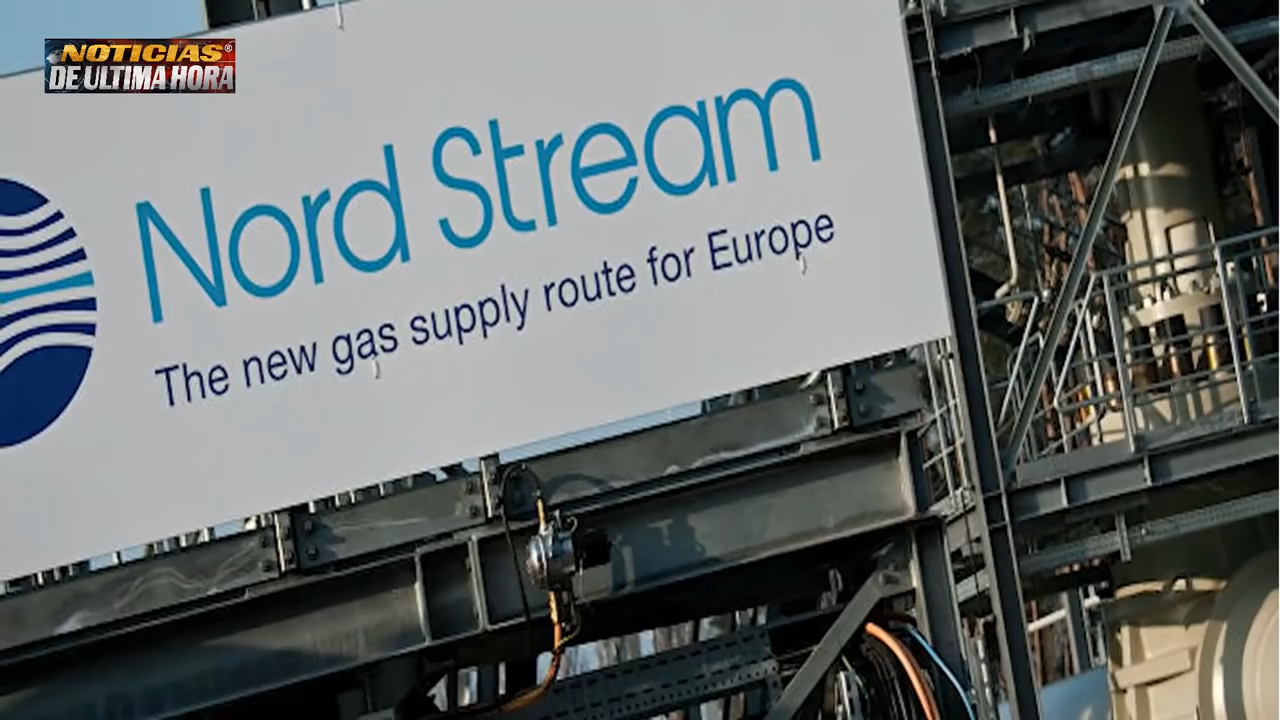 NOTICIAS®
DE ULTIMA HORA
Nord Stream
The new gas supply route for Europe